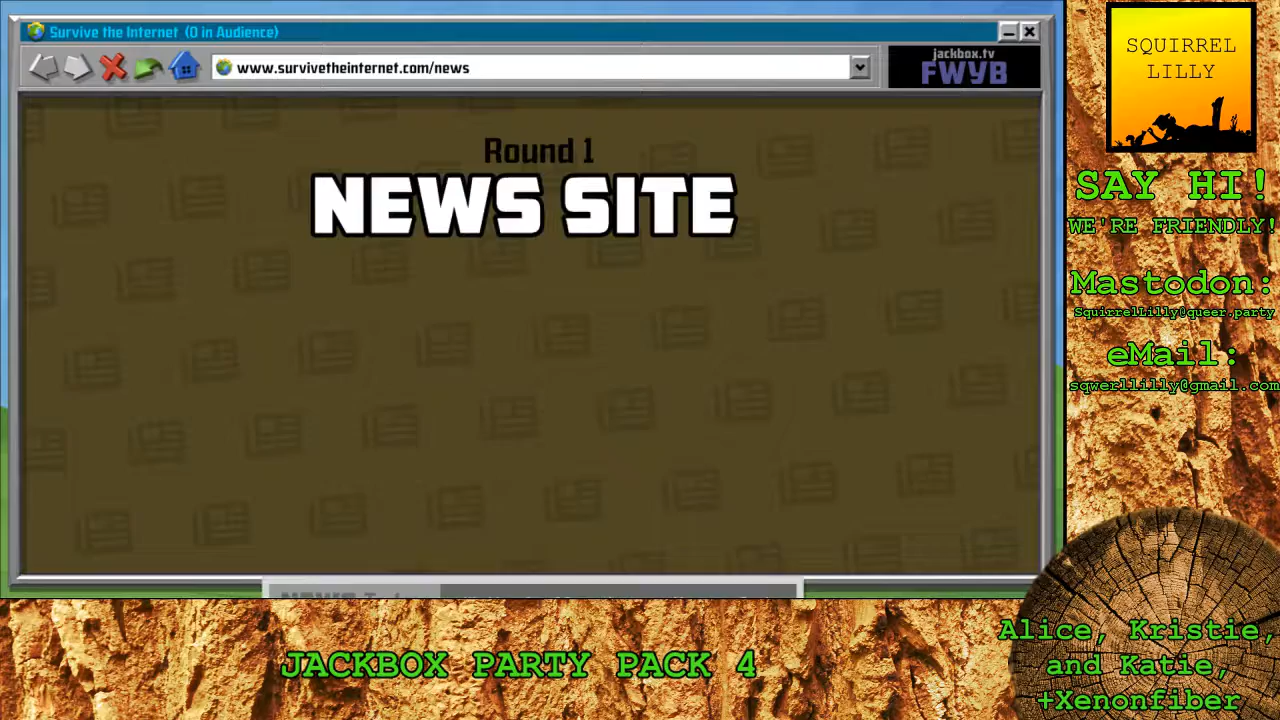 Survive the Internet (0 in Audience)
www.survivetheinternet.com/news
jackbox.tv
FWYB
Round 1
NEWS SITE
SQUIRREL
LILLY
SAY HI!
WE'RE FRIENDLY!
Mastodon:
SquirrelLilly@queer.party
eMail:
sqwerllilly@gmail.com
JACKBOX PARTY PACK 4
Alice, Kristie,
and Katie,
+Xenonfiber